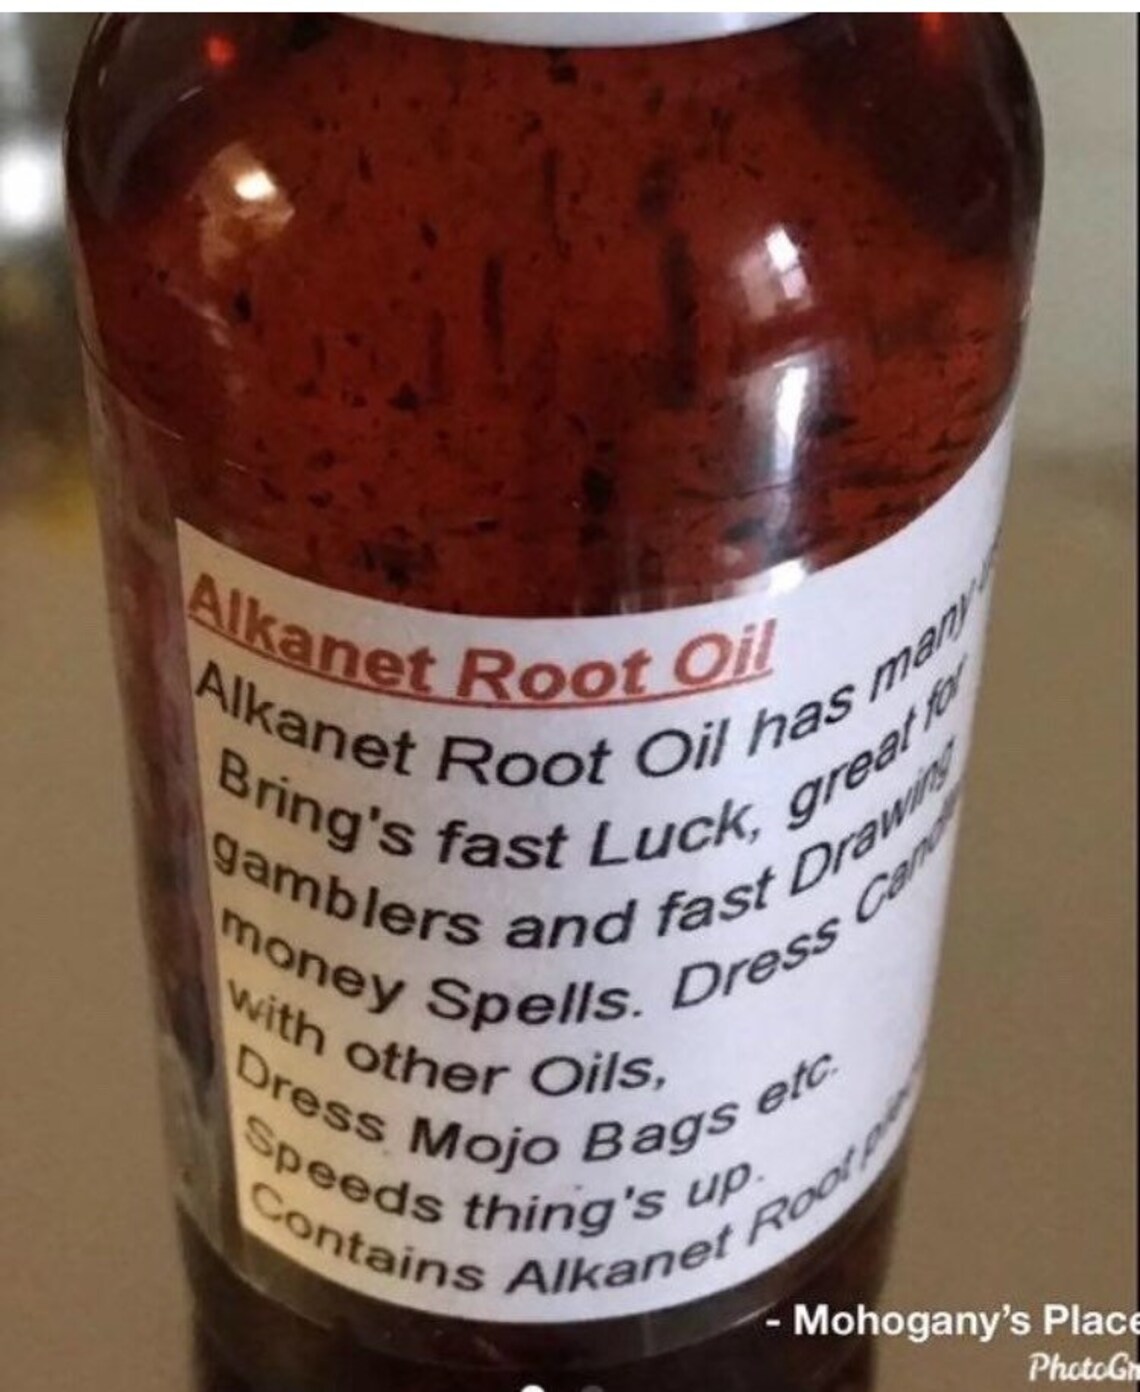 Alkanet Root Oil
Alkanet Root Oil has many
Bring's fast Luck, great for
gamblers and fast Drawing
money Spells. Dress
with other Oils,
Dress Mojo Bags etc.
Speeds thing's up.
Contains Alkanet Root
- Mohogany's Place